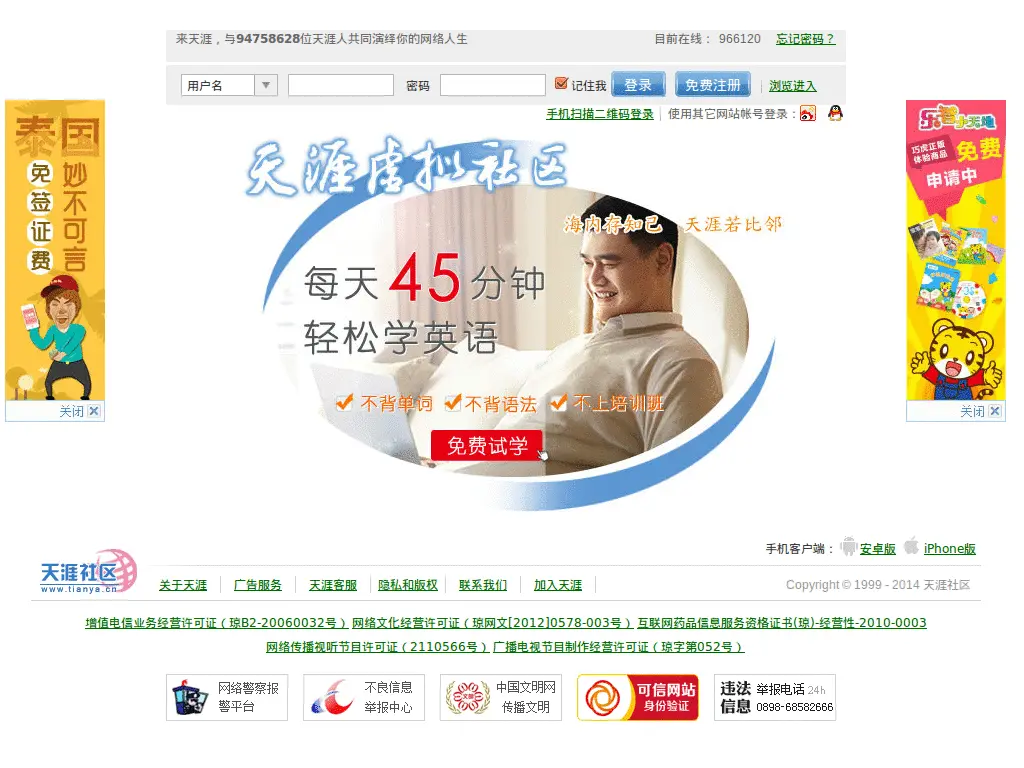 来天涯，与94758628位天涯人共同演绎你的网络人生
目前在线： 966120 忘记密码？
用户名 密码 记住我 登录 免费注册 浏览进入
手机扫描二维码登录 使用其它网站帐号登录：
泰国
妙不可言
免签证费
关闭
天涯虚拟社区
海内存知己 天涯若比邻
每天45分钟
轻松学英语
不背单词 不背语法 不上培训班
免费试学
乐智小天地
巧虎正版
体验商品
免费
申请中
关闭
手机客户端： 安卓版 iPhone版
天涯社区
www.tianya.cn
关于天涯 广告服务 天涯客服 隐私和版权 联系我们 加入天涯
Copyright © 1999 - 2014 天涯社区
增值电信业务经营许可证（琼B2-20060032号） 网络文化经营许可证（琼网文[2012]0578-003号） 互联网药品信息服务资格证书(琼)-经营性-2010-0003
网络传播视听节目许可证（2110566号） 广播电视节目制作经营许可证（琼字第052号）
网络警察报
警平台
不良信息
举报中心
中国文明网
传播文明
可信网站
身份验证
违法
信息
举报电话 24h
0898-68582666